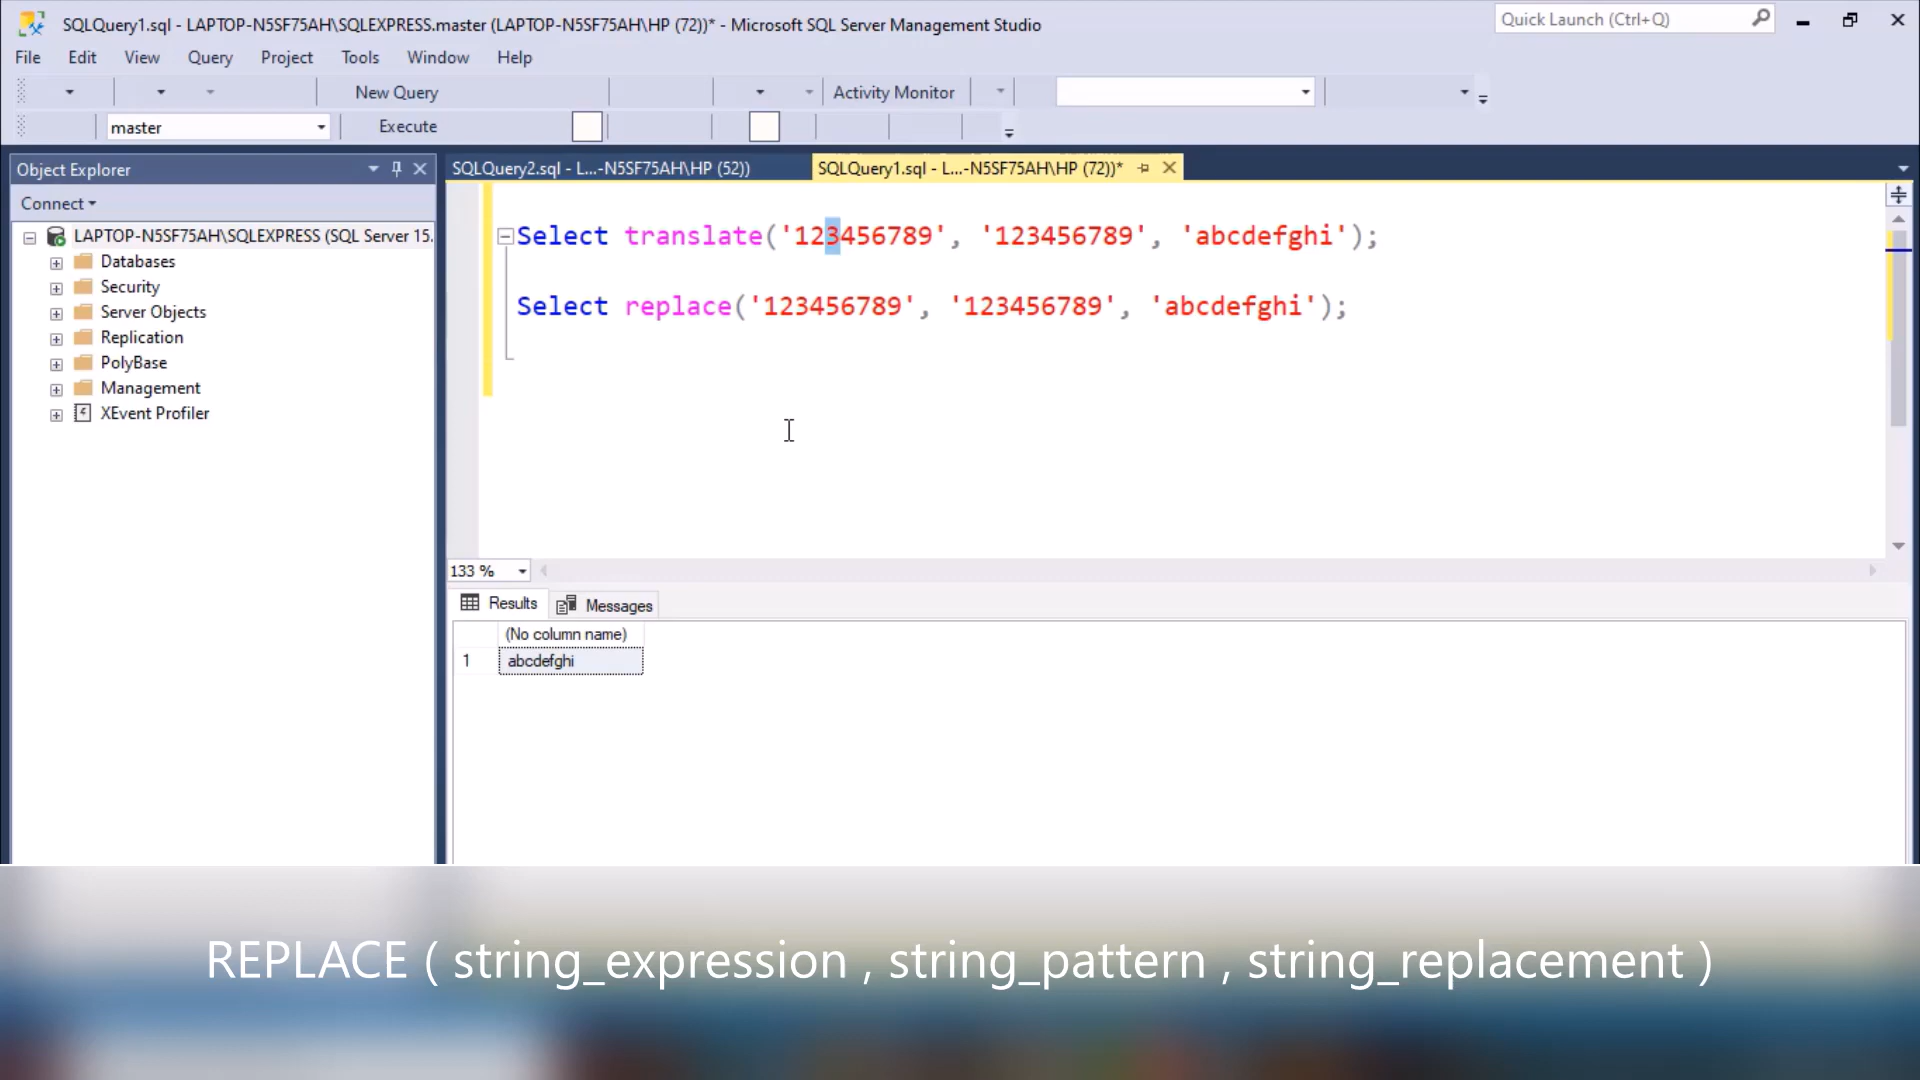 SQLQuery1.sql - LAPTOP-N5SF75AH\SQLEXPRESS.master (LAPTOP-N5SF75AH\HP (72))* - Microsoft SQL Server Management Studio
Quick Launch (Ctrl+Q)
File Edit View Query Project Tools Window Help
New Query Activity Monitor
master Execute
Object Explorer
SQLQuery2.sql - L...-N5SF75AH\HP (52))
SQLQuery1.sql - L...-N5SF75AH\HP (72))*
Connect
LAPTOP-N5SF75AH\SQLEXPRESS (SQL Server 15.
Databases
Security
Server Objects
Replication
PolyBase
Management
XEvent Profiler
Select translate('123456789', '123456789', 'abcdefghi');
Select replace('123456789', '123456789', 'abcdefghi');
133 %
Results Messages
(No column name)
1 abcdefghi
REPLACE ( string_expression , string_pattern , string_replacement )